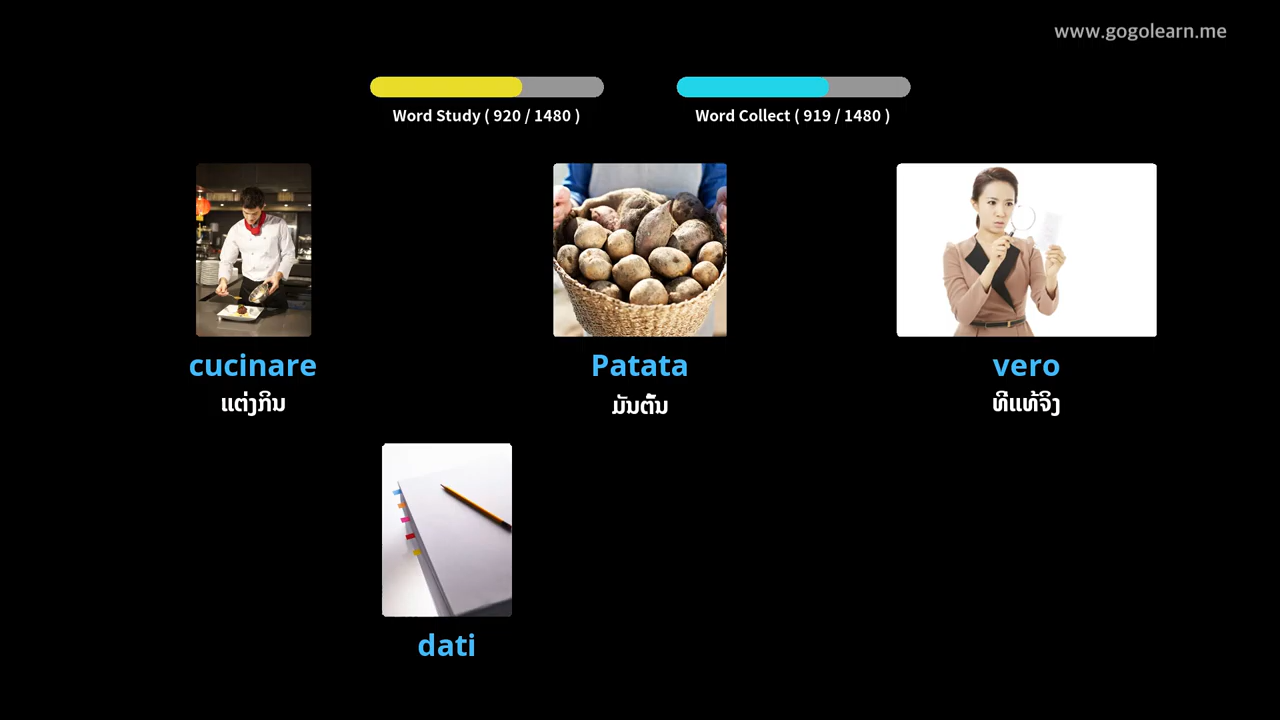 www.gogolearn.me
Word Study ( 920 / 1480 )
Word Collect ( 919 / 1480 )
cucinare
ແຕ່ງກິນ
Patata
ມັນຕົ້ນ
vero
ທີ່ແທ້ຈິງ
dati